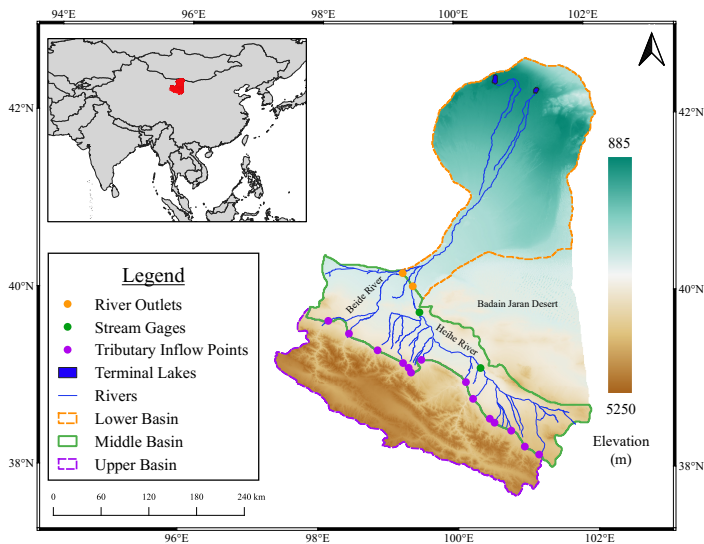 94°E 96°E 98°E 100°E 102°E
42°N
42°N
885
40°N
40°N
Beide River
Badain Jaran Desert
Heihe River
Legend
River Outlets
Stream Gages
Tributary Inflow Points
Terminal Lakes
Rivers
Lower Basin
Middle Basin
Upper Basin
5250
Elevation
(m)
38°N
38°N
0 60 120 180 240 km
96°E 98°E 100°E 102°E